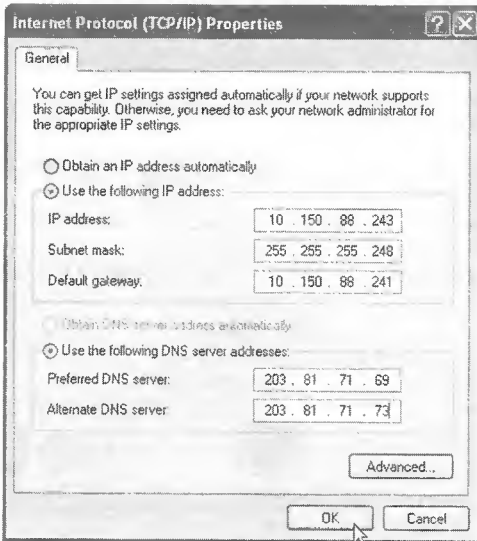 Internet Protocol (TCP/IP) Properties
General
You can get IP settings assigned automatically if your network supports
this capability. Otherwise, you need to ask your network administrator for
the appropriate IP settings.
Obtain an IP address automatically
Use the following IP address:
IP address: 10 . 150 . 88 . 243
Subnet mask: 255 . 255 . 255 . 248
Default gateway: 10 . 150 . 88 . 241
Obtain DNS server address automatically
Use the following DNS server addresses:
Preferred DNS server: 203 . 81 . 71 . 69
Alternate DNS server: 203 . 81 . 71 . 73
Advanced...
OK Cancel